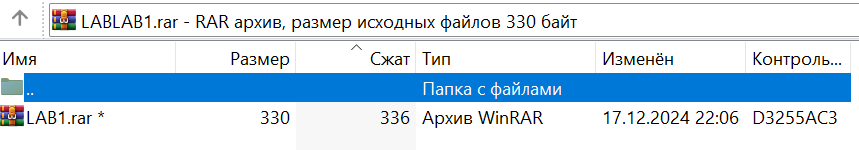 LABLAB1.rar - RAR архив, размер исходных файлов 330 байт
Имя Размер Сжат Тип Изменён Контроль...
.. Папка с файлами
LAB1.rar * 330 336 Архив WinRAR 17.12.2024 22:06 D3255AC3